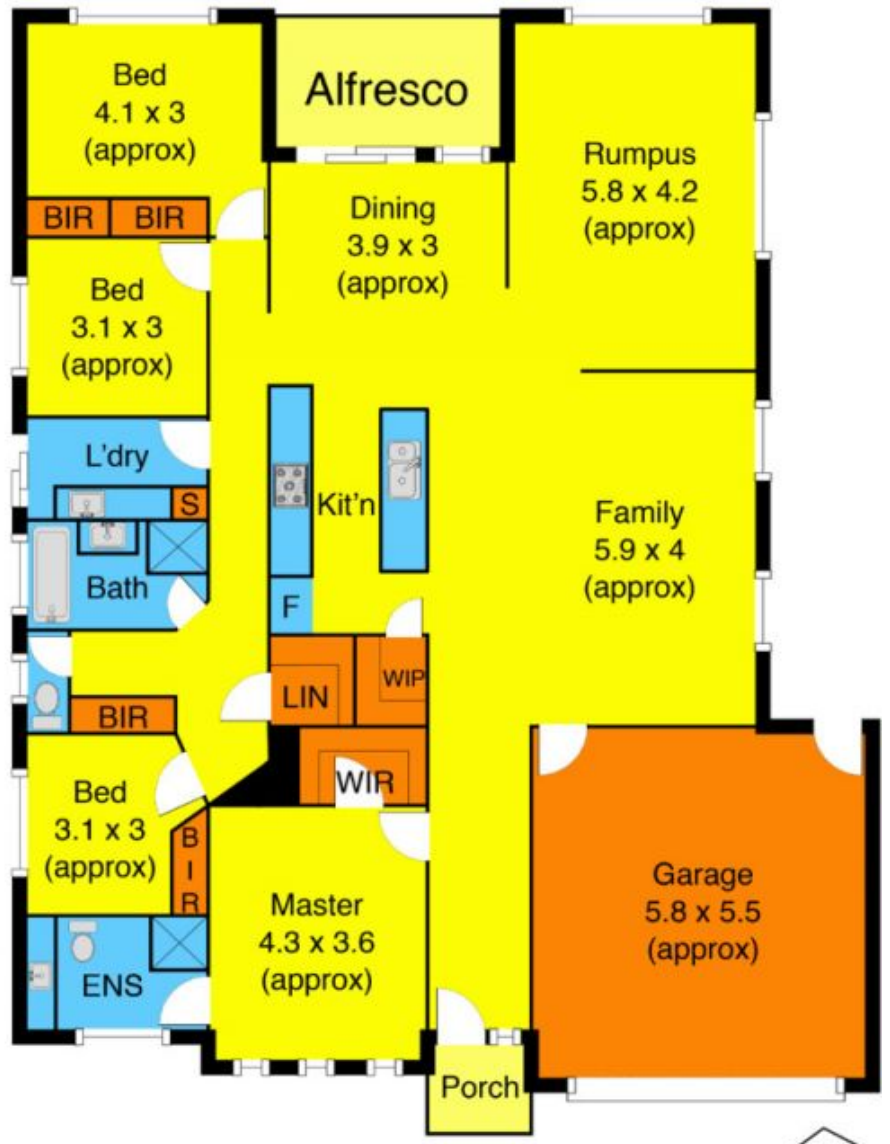 Bed
4.1 x 3
(approx)
Alfresco
Rumpus
5.8 x 4.2
(approx)
BIR
BIR
Dining
3.9 x 3
(approx)
Bed
3.1 x 3
(approx)
L'dry
S
Kit'n
Family
5.9 x 4
(approx)
Bath
F
LIN
WIP
BIR
WIR
Bed
3.1 x 3
(approx)
B
I
R
Master
4.3 x 3.6
(approx)
Garage
5.8 x 5.5
(approx)
ENS
Porch